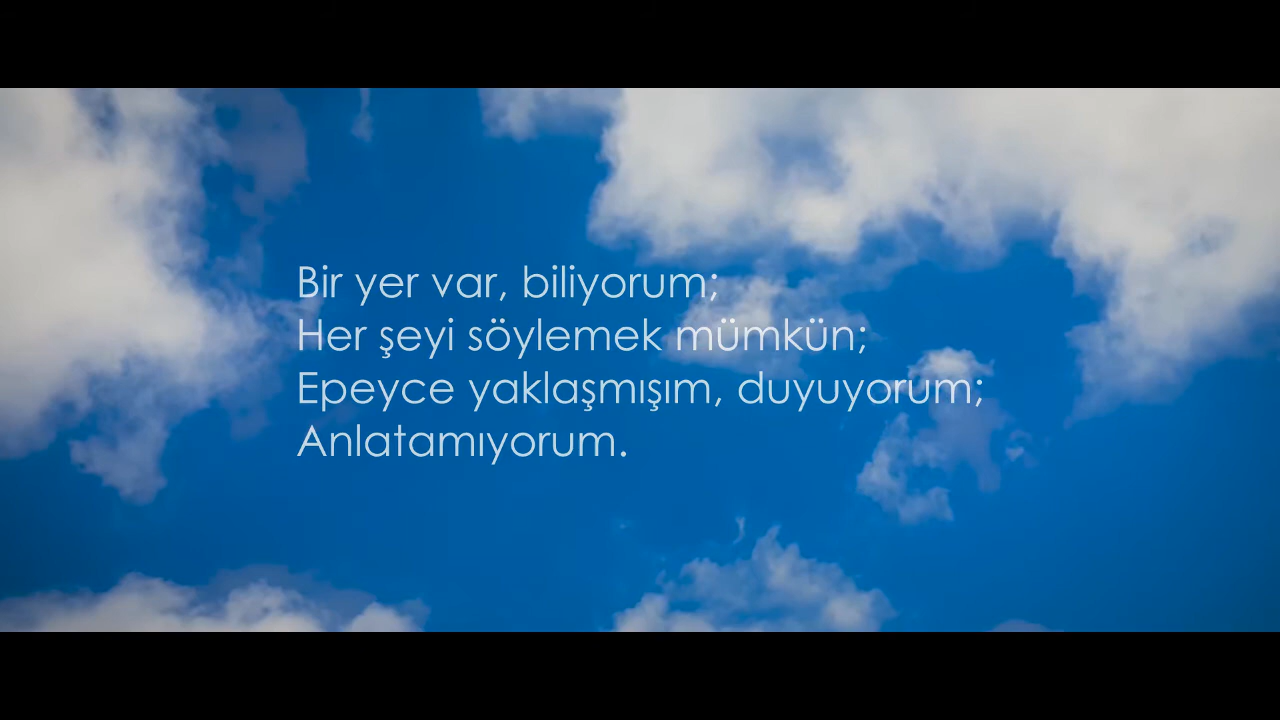 Bir yer var, biliyorum;
Her şeyi söylemek mümkün;
Epeyce yaklaşmışım, duyuyorum;
Anlatamıyorum.